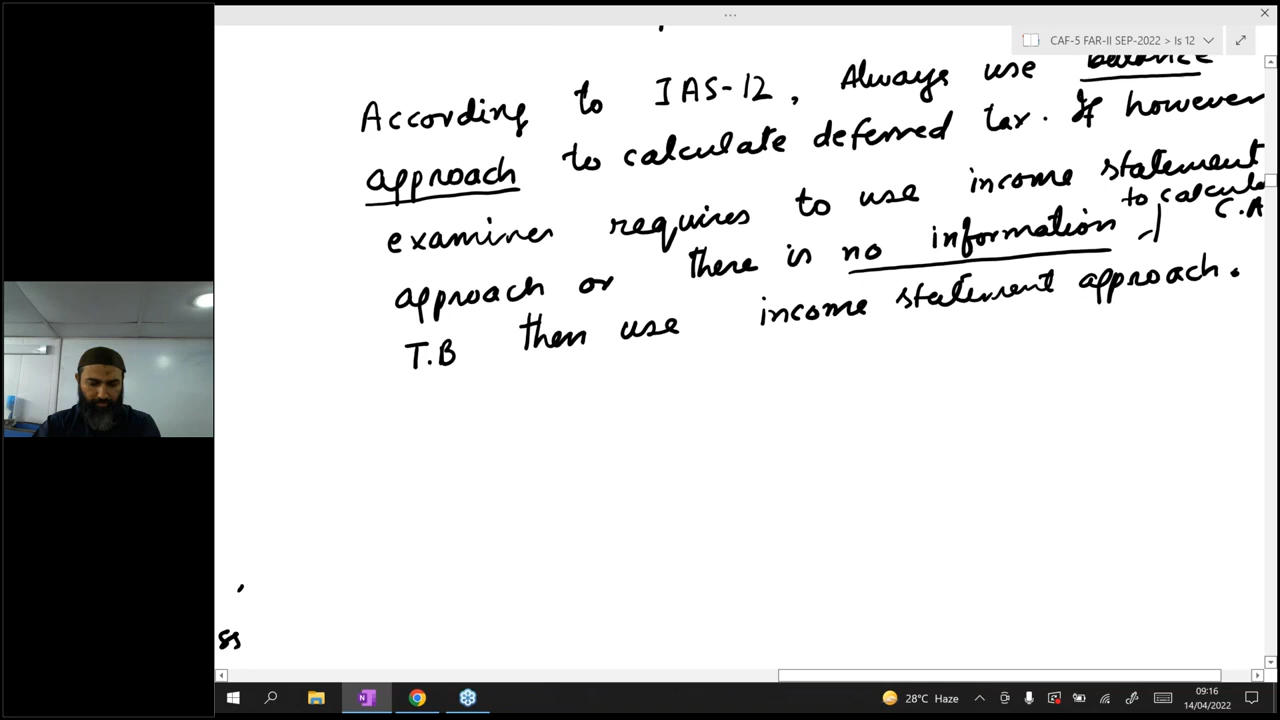 CAF-5 FAR-II SEP-2022 > Is 12
According to IAS-12, Always use balance
approach to calculate deferred tax. If however
examiner requires to use income statement
approach or there is no information to calculate C.A
T.B then use income statement approach.
ss
28°C Haze
09:16
14/04/2022